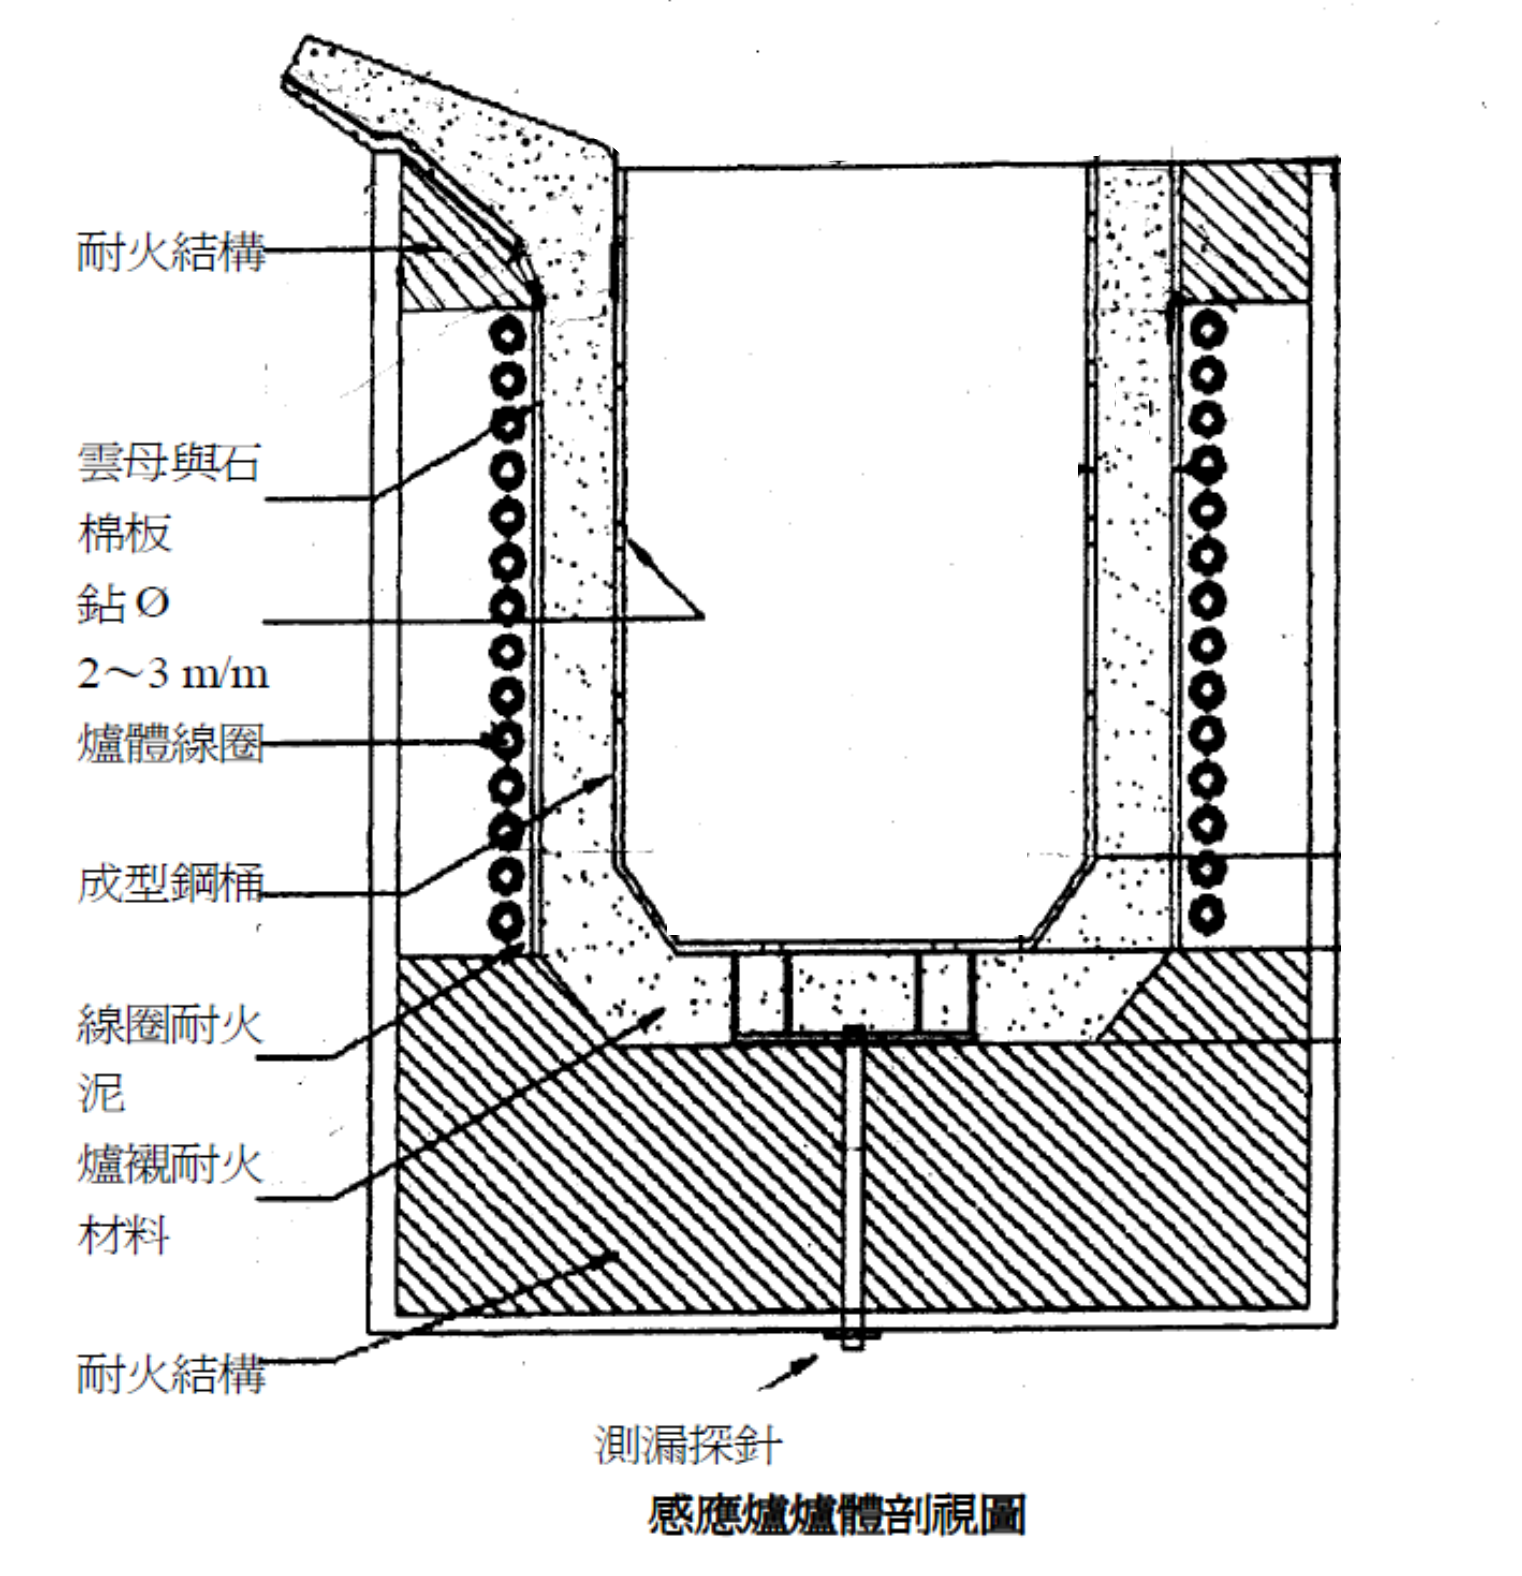 耐火結構
雲母與石
棉板
鉆 Ø
2～3 m/m
爐體線圈
成型鋼桶
線圈耐火
泥
爐襯耐火
材料
耐火結構
測漏探針
感應爐爐體剖視圖